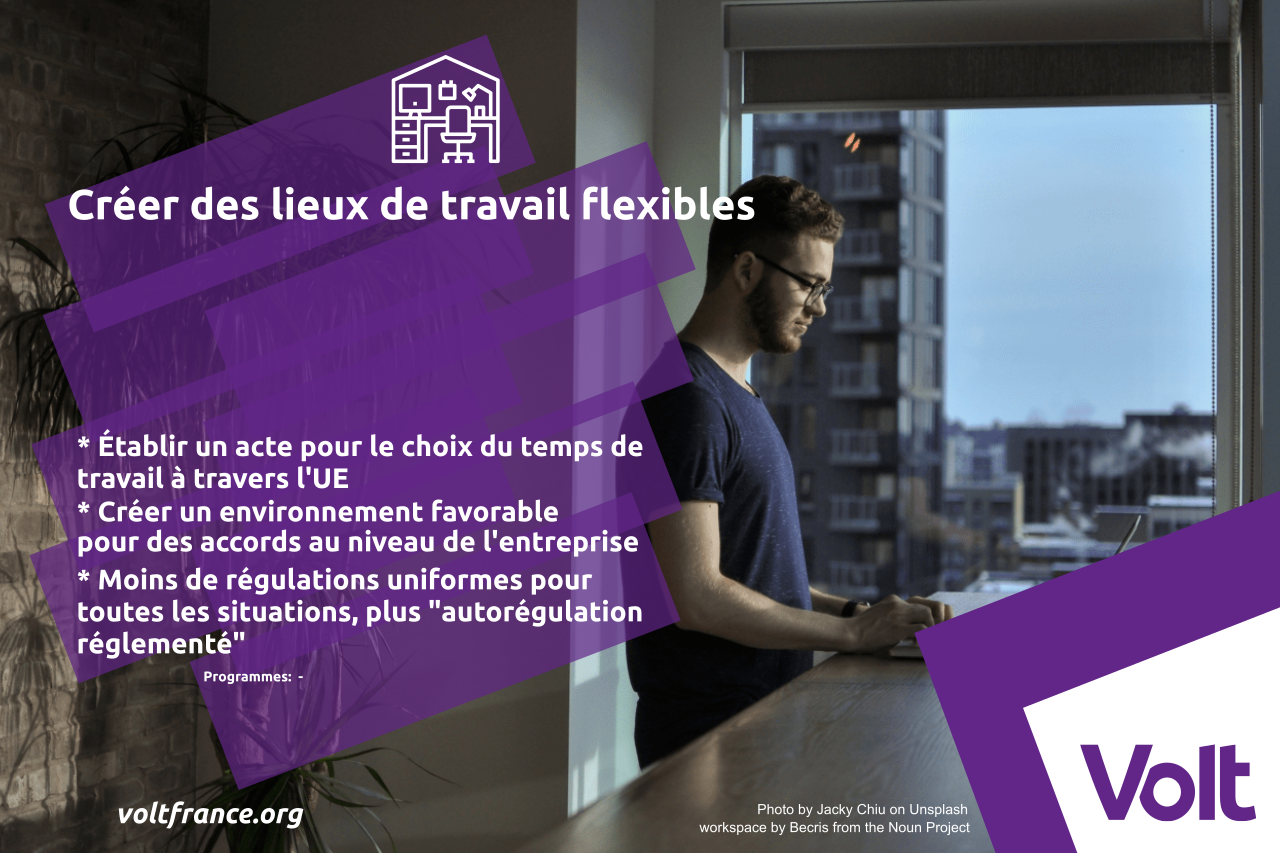 Créer des lieux de travail flexibles
* Établir un acte pour le choix du temps de
travail à travers l'UE
* Créer un environnement favorable
pour des accords au niveau de l'entreprise
* Moins de régulations uniformes pour
toutes les situations, plus "autorégulation
réglementé"
Programmes: -
voltfrance.org
Photo by Jacky Chiu on Unsplash
workspace by Becris from the Noun Project
Volt